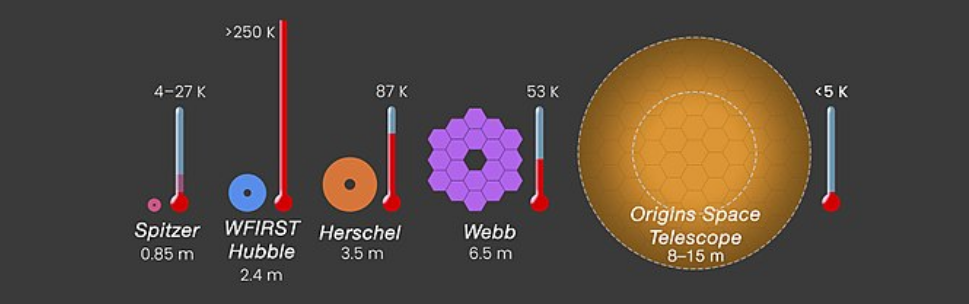 4–27 K
Spitzer
0.85 m
>250 K
WFIRST
Hubble
2.4 m
87 K
Herschel
3.5 m
53 K
Webb
6.5 m
<5 K
Origins Space
Telescope
8–15 m